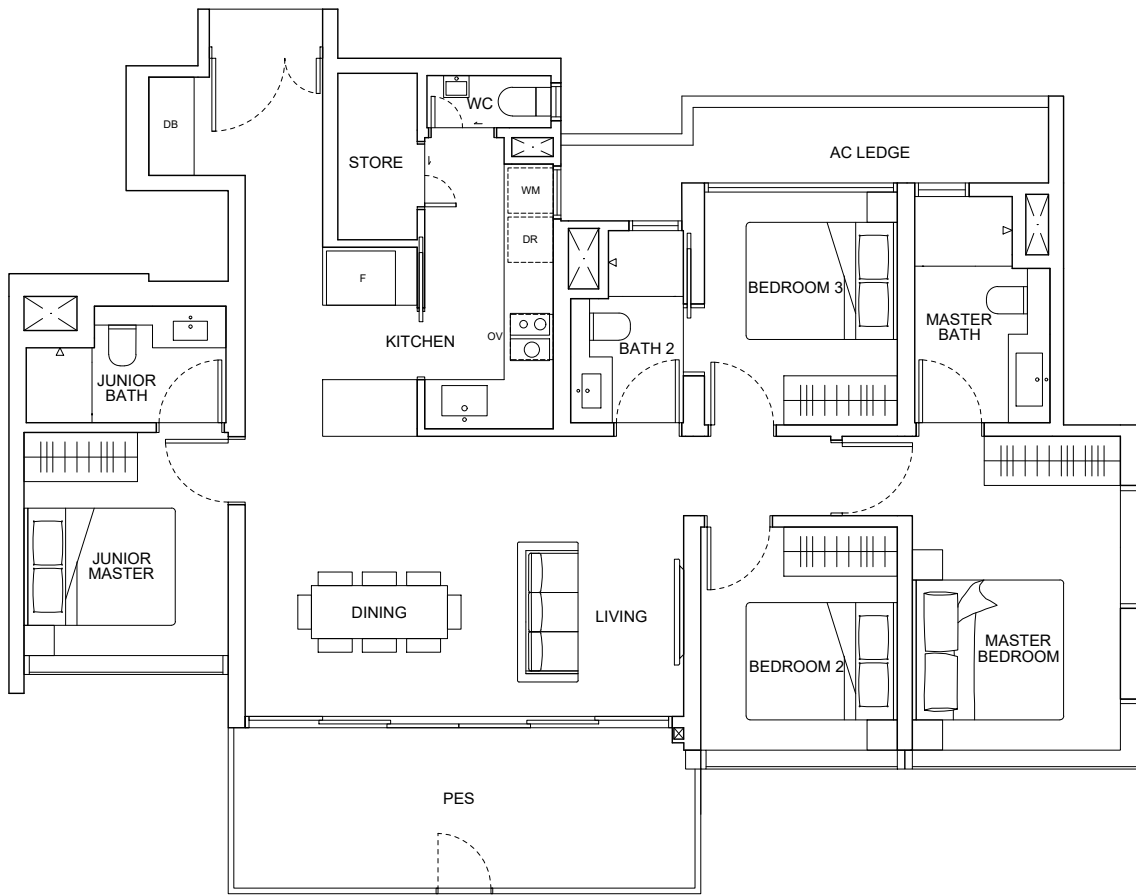 DB
WC
STORE
AC LEDGE
WM
DR
F
BEDROOM 3
MASTER
BATH
KITCHEN
OV
BATH 2
JUNIOR
BATH
JUNIOR
MASTER
DINING
LIVING
BEDROOM 2
MASTER
BEDROOM
PES